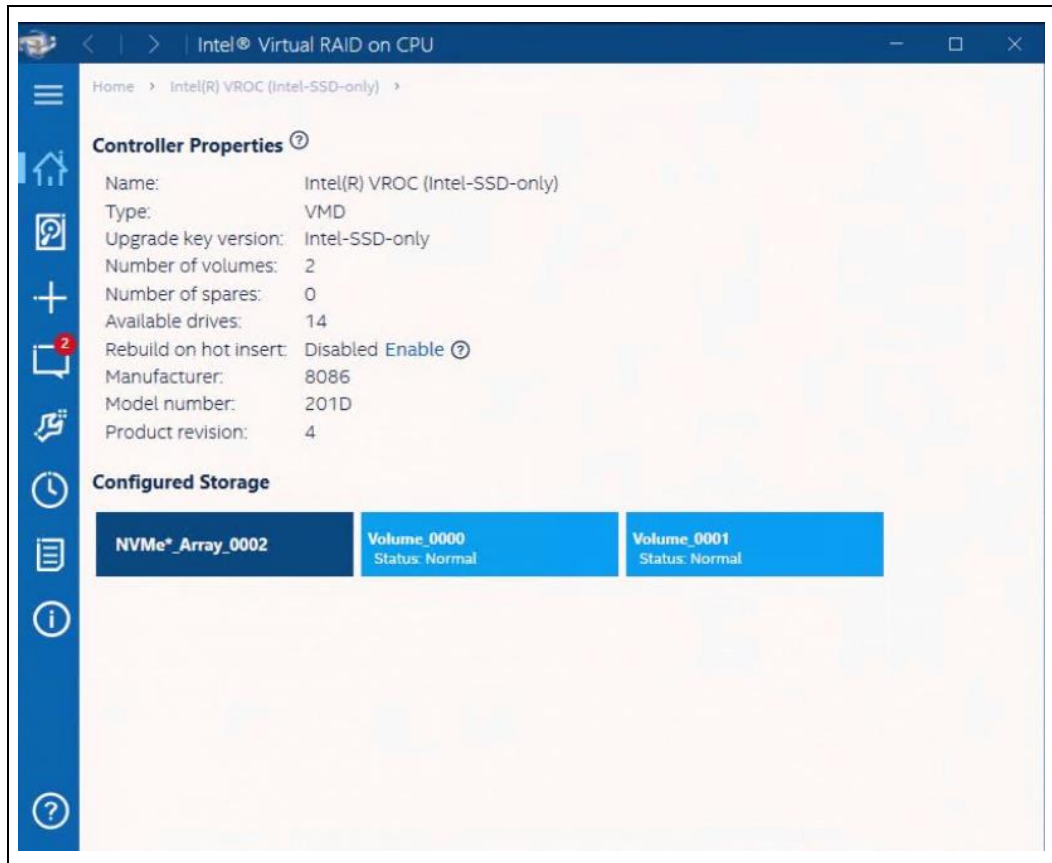 Intel® Virtual RAID on CPU
Home > Intel(R) VROC (Intel-SSD-only) >
Controller Properties ?
Name: Intel(R) VROC (Intel-SSD-only)
Type: VMD
Upgrade key version: Intel-SSD-only
Number of volumes: 2
Number of spares: 0
Available drives: 14
Rebuild on hot insert: Disabled Enable ?
Manufacturer: 8086
Model number: 201D
Product revision: 4
2
Configured Storage
NVMe*_Array_0002
Volume_0000
Status: Normal
Volume_0001
Status: Normal
?